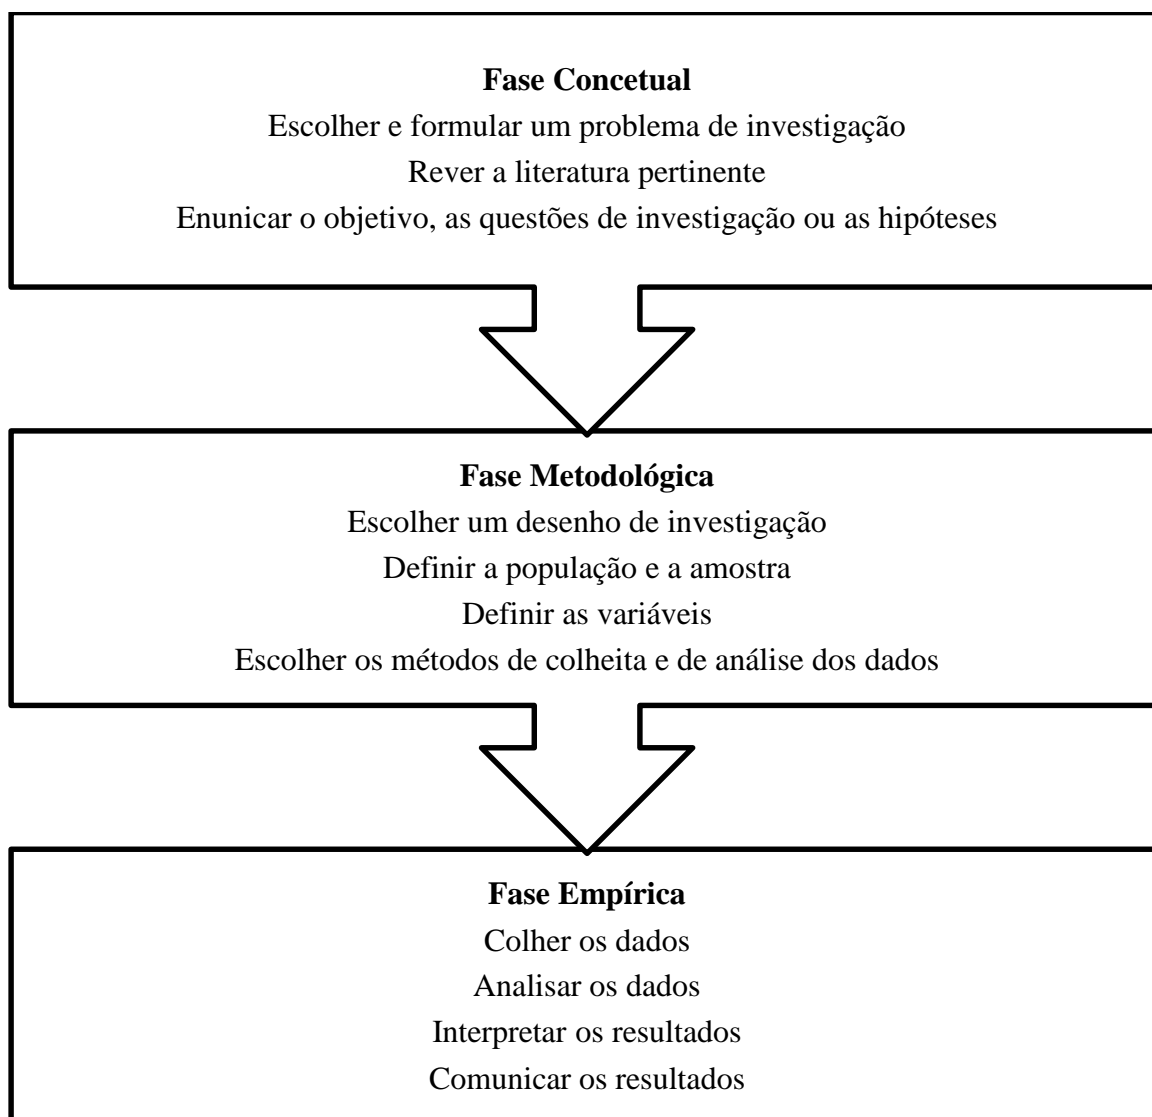 Fase Concetual
Escolher e formular um problema de investigação
Rever a literatura pertinente
Enunicar o objetivo, as questões de investigação ou as hipóteses
Fase Metodológica
Escolher um desenho de investigação
Definir a população e a amostra
Definir as variáveis
Escolher os métodos de colheita e de análise dos dados
Fase Empírica
Colher os dados
Analisar os dados
Interpretar os resultados
Comunicar os resultados